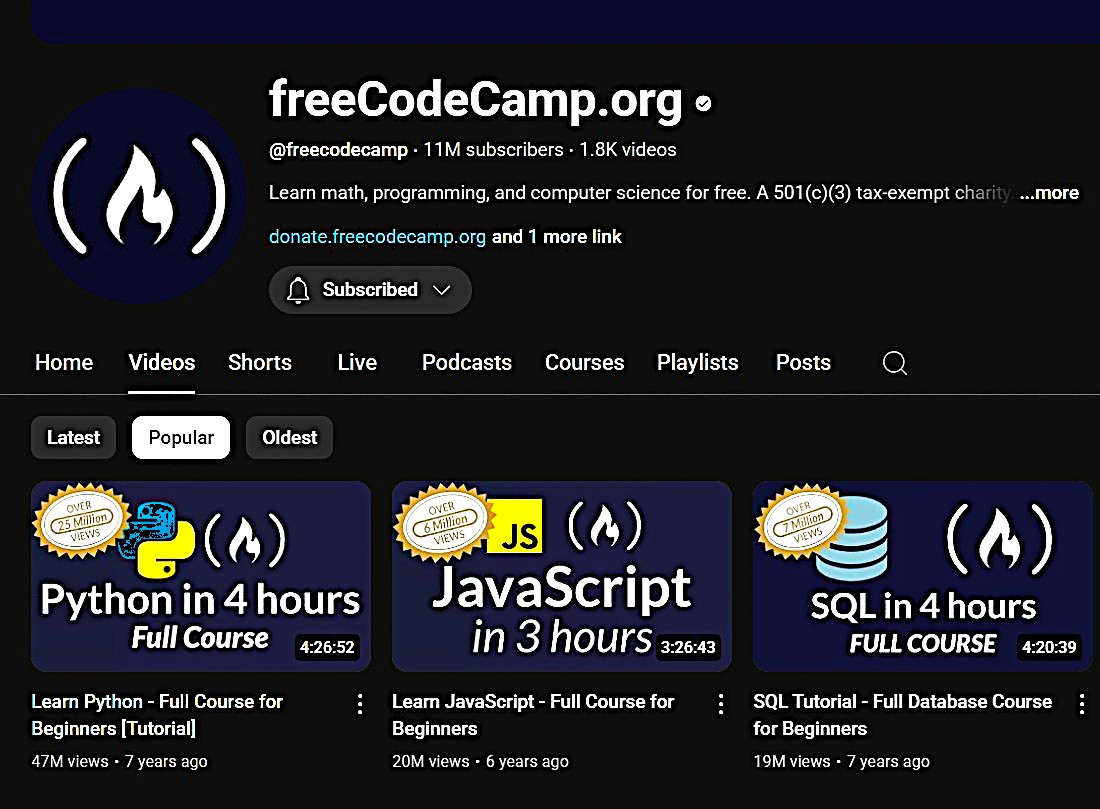 freeCodeCamp.org
@freecodecamp · 11M subscribers · 1.8K videos
Learn math, programming, and computer science for free. A 501(c)(3) tax-exempt charity. ...more
donate.freecodecamp.org and 1 more link
Subscribed
Home Videos Shorts Live Podcasts Courses Playlists Posts
Latest Popular Oldest
OVER
25 Million
VIEWS
Python in 4 hours
Full Course
4:26:52
Learn Python - Full Course for
Beginners [Tutorial]
47M views · 7 years ago
OVER
6 Million
VIEWS
JS
JavaScript
in 3 hours
3:26:43
Learn JavaScript - Full Course for
Beginners
20M views · 6 years ago
OVER
7 Million
VIEWS
SQL in 4 hours
FULL COURSE
4:20:39
SQL Tutorial - Full Database Course
for Beginners
19M views · 7 years ago